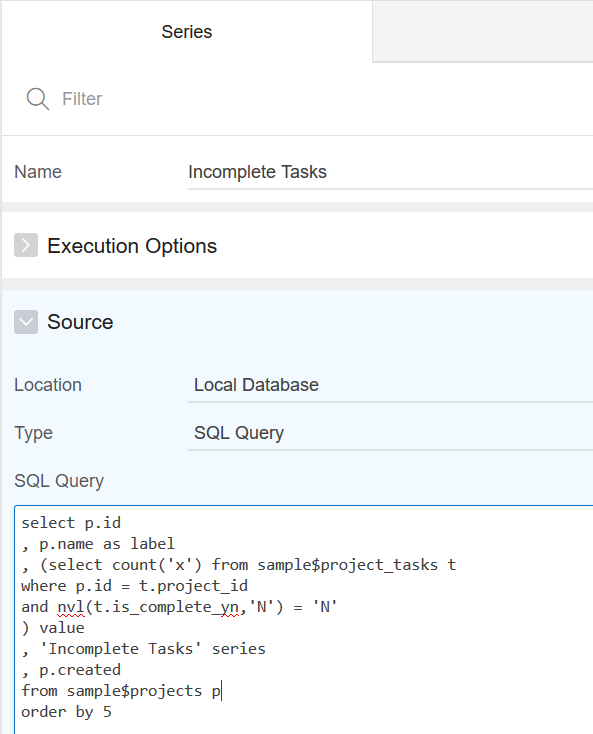 Series
Filter
Name Incomplete Tasks
Execution Options
Source
Location Local Database
Type SQL Query
SQL Query
select p.id
, p.name as label
, (select count('x') from sample$project_tasks t
where p.id = t.project_id
and nvl(t.is_complete_yn,'N') = 'N'
) value
, 'Incomplete Tasks' series
, p.created
from sample$projects p
order by 5